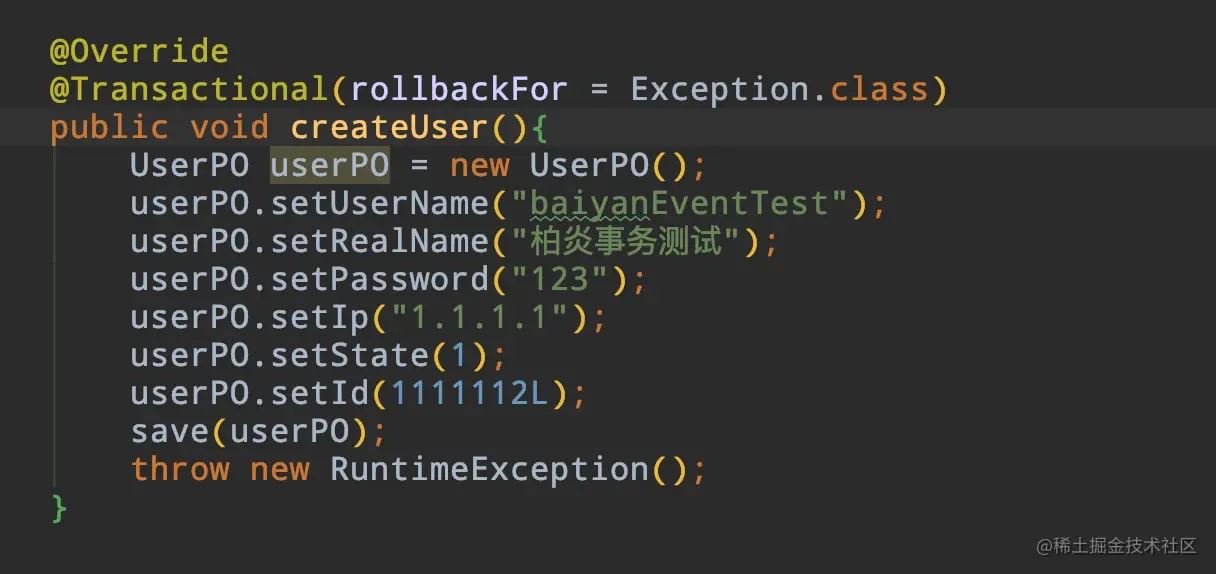 @Override
@Transactional(rollbackFor = Exception.class)
public void createUser(){
    UserPO userPO = new UserPO();
    userPO.setUserName("baiyanEventTest");
    userPO.setRealName("柏炎事务测试");
    userPO.setPassword("123");
    userPO.setIp("1.1.1.1");
    userPO.setState(1);
    userPO.setId(1111112L);
    save(userPO);
    throw new RuntimeException();
}
@稀土掘金技术社区